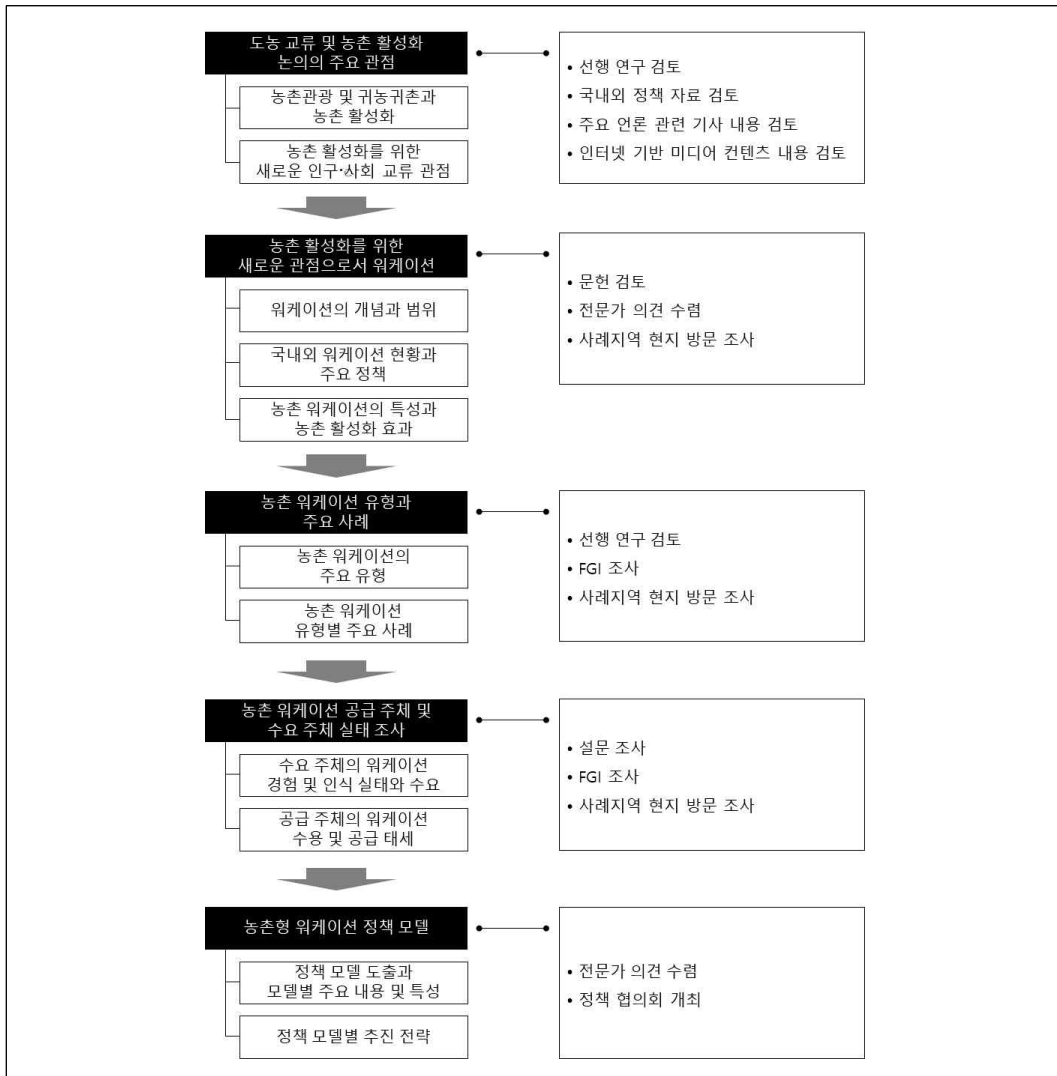 도농 교류 및 농촌 활성화
논의의 주요 관점
농촌관광 및 귀농귀촌과
농촌 활성화
농촌 활성화를 위한
새로운 인구·사회 교류 관점
• 선행 연구 검토
• 국내외 정책 자료 검토
• 주요 언론 관련 기사 내용 검토
• 인터넷 기반 미디어 컨텐츠 내용 검토
농촌 활성화를 위한
새로운 관점으로서 워케이션
워케이션의 개념과 범위
국내외 워케이션 현황과
주요 정책
농촌 워케이션의 특성과
농촌 활성화 효과
• 문헌 검토
• 전문가 의견 수렴
• 사례지역 현지 방문 조사
농촌 워케이션 유형과
주요 사례
농촌 워케이션의
주요 유형
농촌 워케이션
유형별 주요 사례
• 선행 연구 검토
• FGI 조사
• 사례지역 현지 방문 조사
농촌 워케이션 공급 주체 및
수요 주체 실태 조사
수요 주체의 워케이션
경험 및 인식 실태와 수요
공급 주체의 워케이션
수용 및 공급 태세
• 설문 조사
• FGI 조사
• 사례지역 현지 방문 조사
농촌형 워케이션 정책 모델
정책 모델 도출과
모델별 주요 내용 및 특성
정책 모델별 추진 전략
• 전문가 의견 수렴
• 정책 협의회 개최